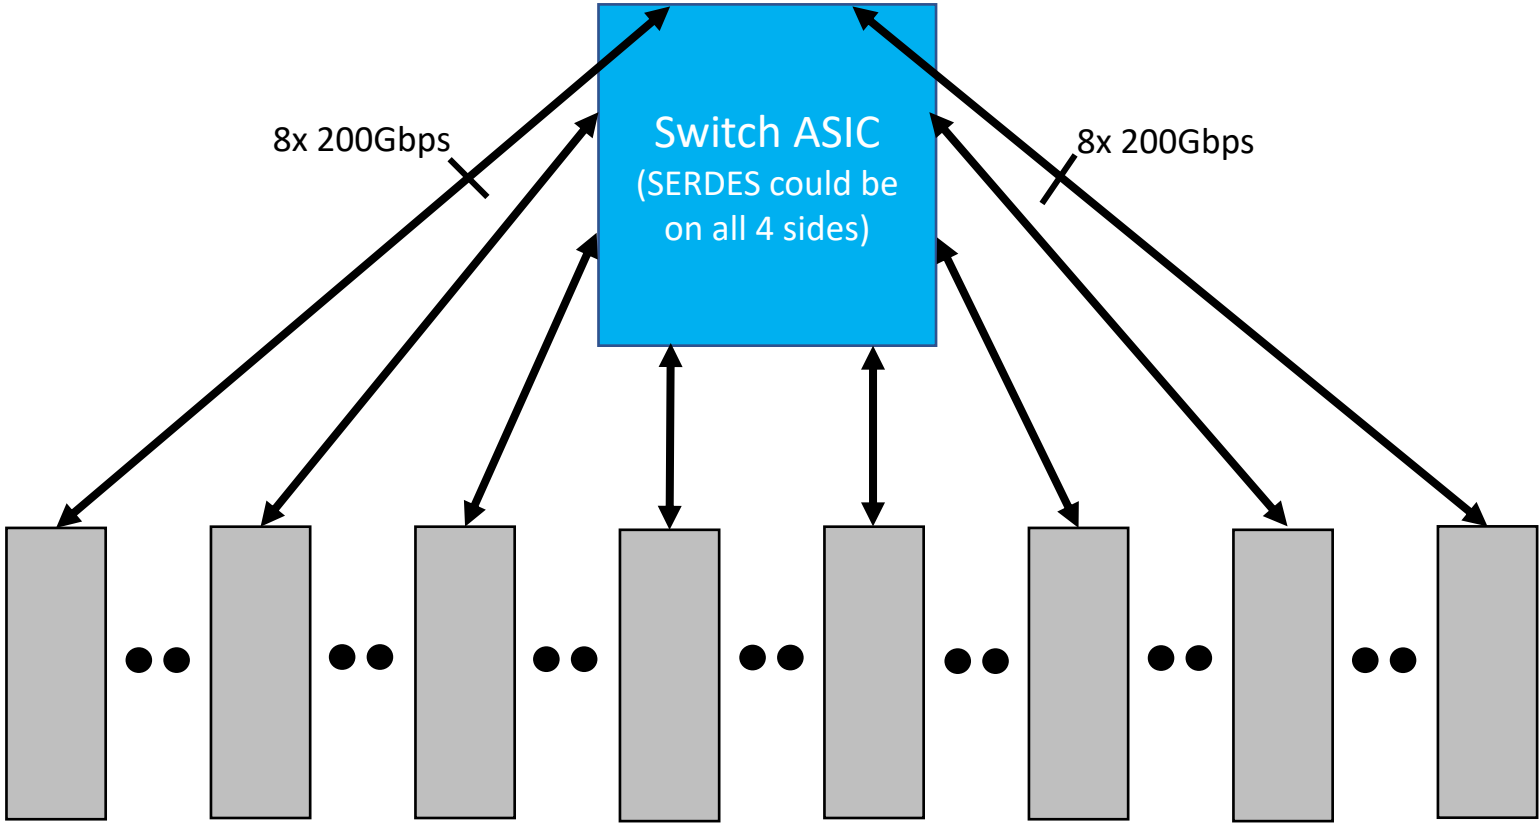 8x 200Gbps
Switch ASIC
(SERDES could be
on all 4 sides)
8x 200Gbps